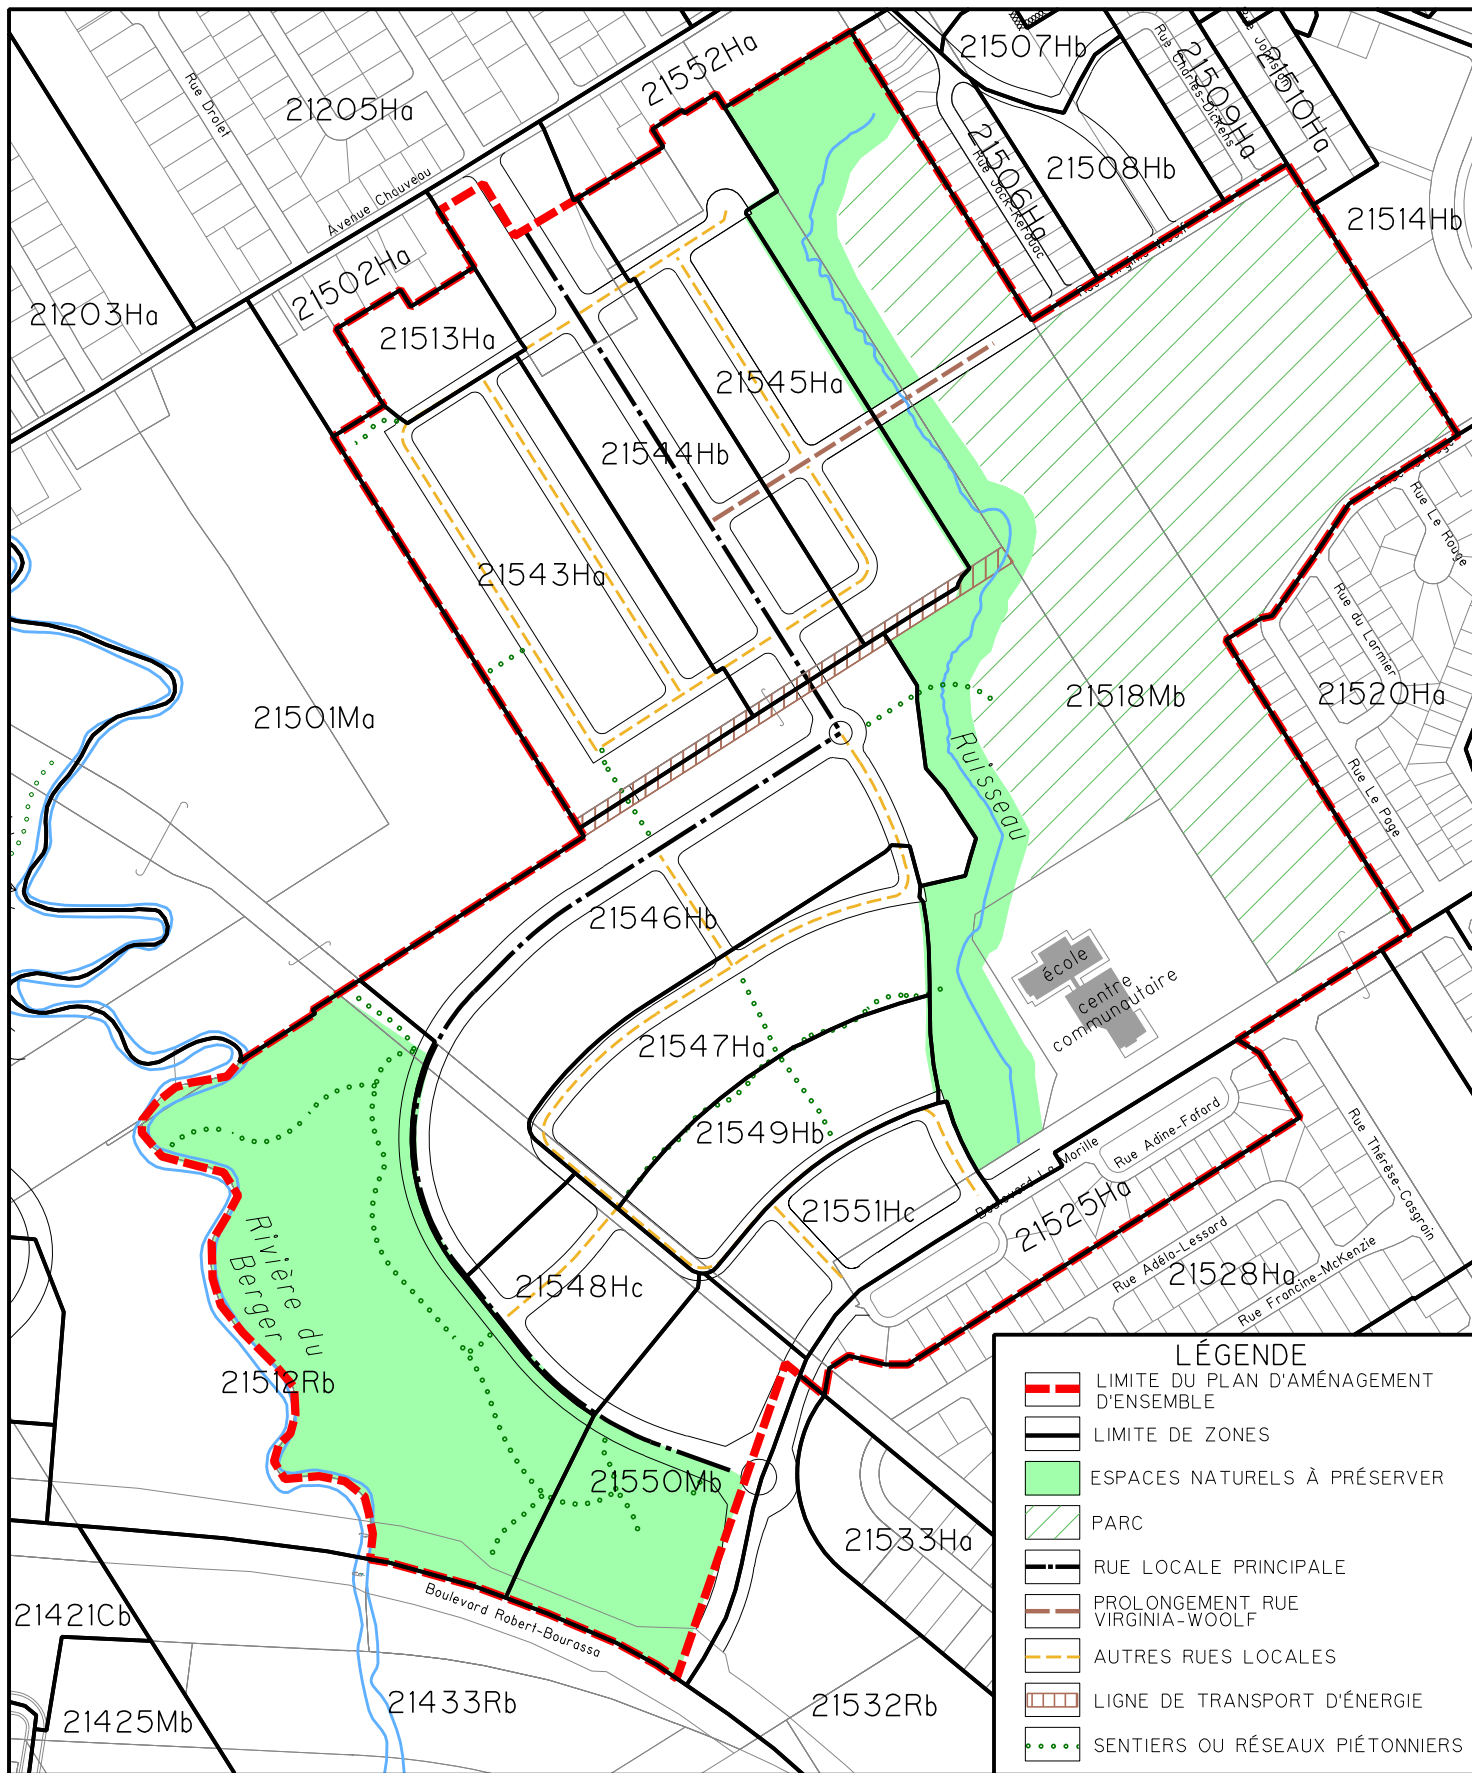 21507Hb
21552Ha
Rue Charles-Dickens
21509Ha
21510Ha
Rue Drolet
21205Ha
21506Ha
Rue Jack-Kerouac
21508Hb
Avenue Chauveau
21514Hb
21502Ha
21203Ha
21513Ha
21545Ha
21544Hb
Rue Le Rouge
21543Ha
Rue du Larmier
21501Ma
21518Mb
21520Ha
Ruisseau
Rue Le Page
21546Hb
école
centre
communautaire
21547Ha
21549Hb
Boulevard La Morille
Rue Adine-Fafard
Rue Thérèse-Casgrain
21551Hc
21525Ha
Rivière du
Berger
Rue Adéla-Lessard
21528Ha
Rue Francine-McKenzie
21548Hc
21512Rb
21550Mb
21533Ha
Boulevard Robert-Bourassa
21421Cb
21425Mb
21433Rb
21532Rb
LÉGENDE
LIMITE DU PLAN D'AMÉNAGEMENT
D'ENSEMBLE
LIMITE DE ZONES
ESPACES NATURELS À PRÉSERVER
PARC
RUE LOCALE PRINCIPALE
PROLONGEMENT RUE
VIRGINIA-WOOLF
AUTRES RUES LOCALES
LIGNE DE TRANSPORT D'ÉNERGIE
SENTIERS OU RÉSEAUX PIÉTONNIERS